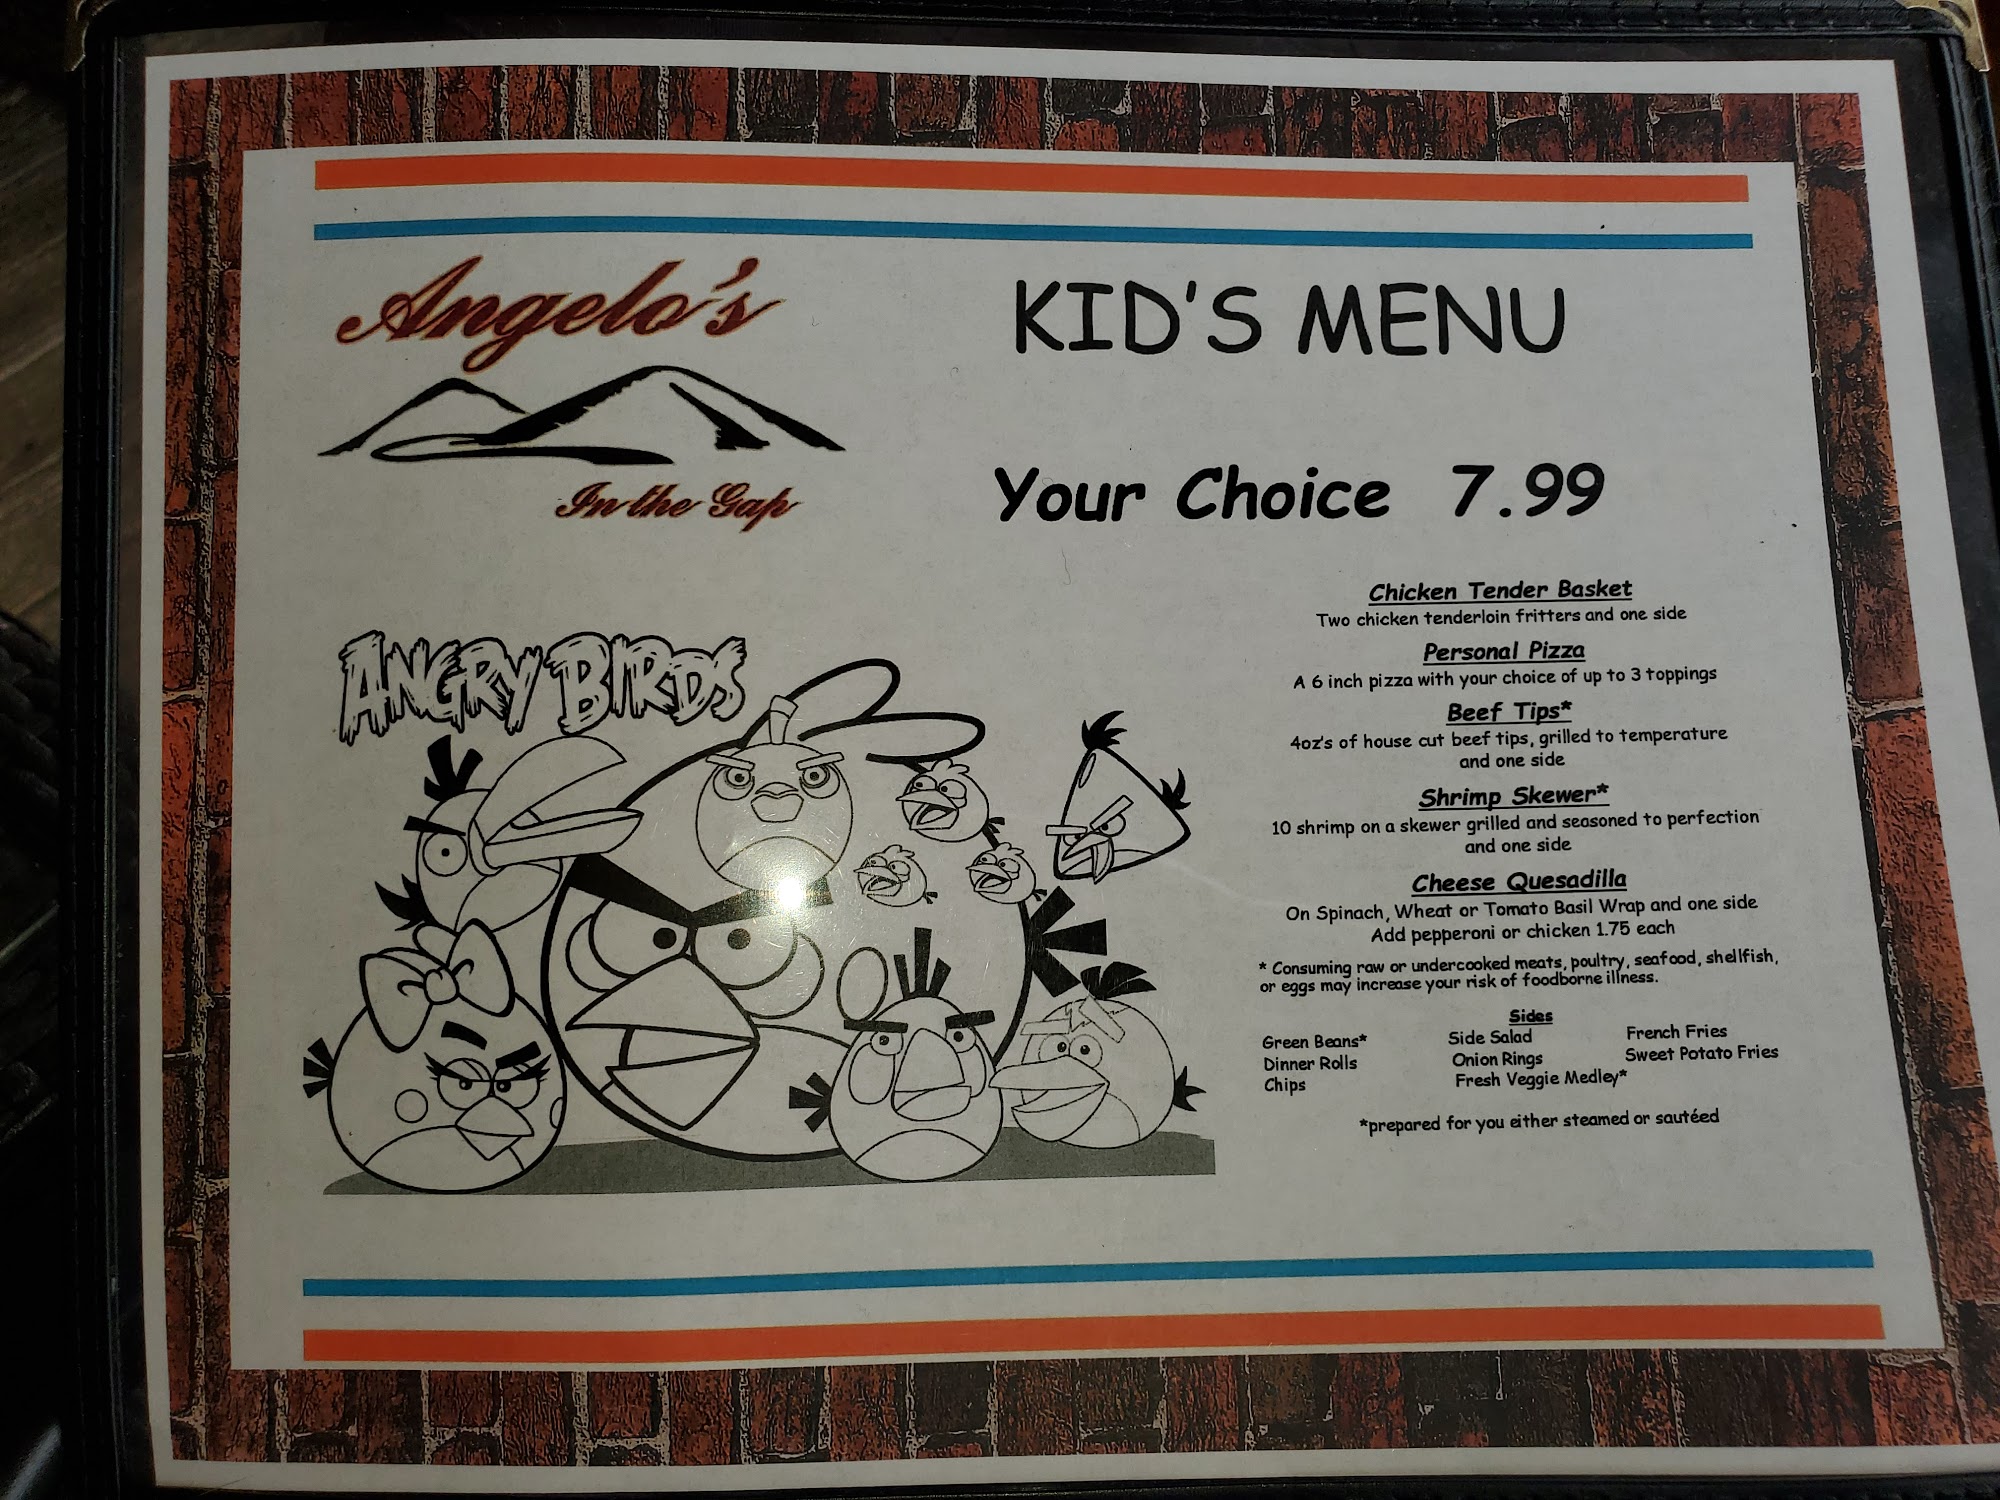 Angelo's
In the Gap
KID'S MENU
Your Choice 7.99
ANGRY BIRDS
Chicken Tender Basket
Two chicken tenderloin fritters and one side
Personal Pizza
A 6 inch pizza with your choice of up to 3 toppings
Beef Tips*
4oz's of house cut beef tips, grilled to temperature
and one side
Shrimp Skewer*
10 shrimp on a skewer grilled and seasoned to perfection
and one side
Cheese Quesadilla
On Spinach, Wheat or Tomato Basil Wrap and one side
Add pepperoni or chicken 1.75 each
* Consuming raw or undercooked meats, poultry, seafood, shellfish,
or eggs may increase your risk of foodborne illness.
Sides
Green Beans* Side Salad French Fries
Dinner Rolls Onion Rings Sweet Potato Fries
Chips Fresh Veggie Medley*
*prepared for you either steamed or sautéed